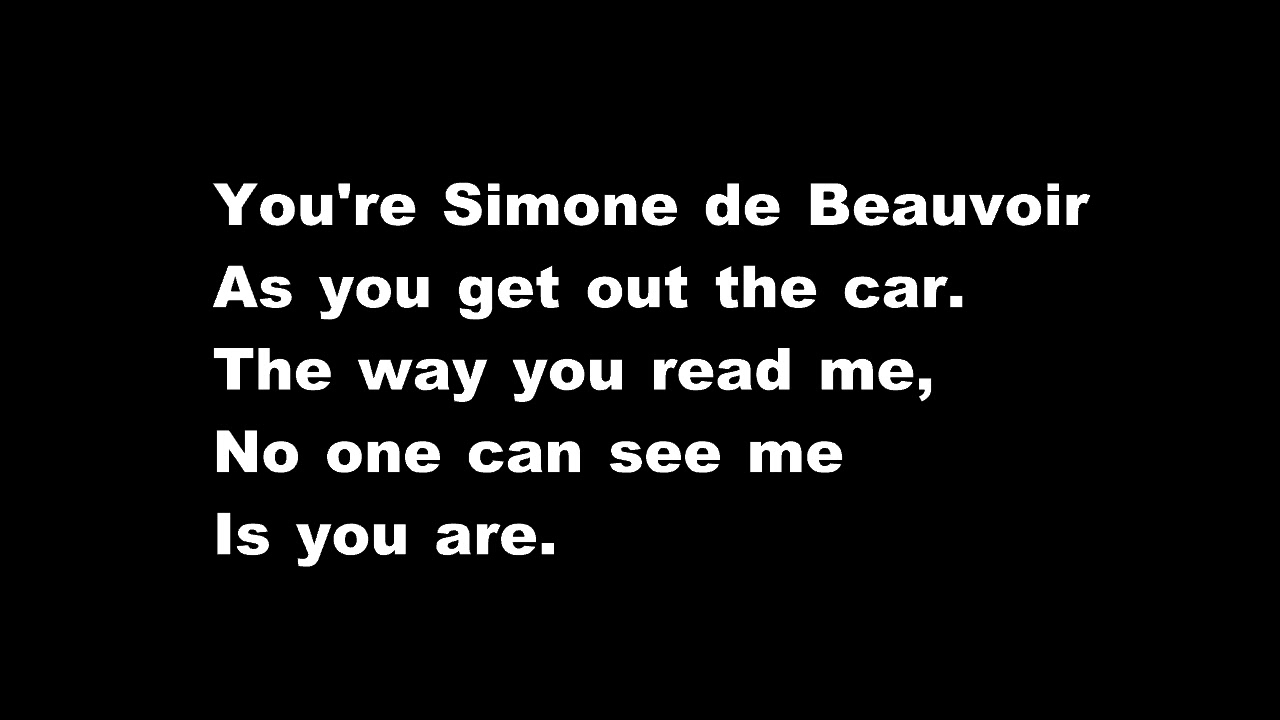 You're Simone de Beauvoir
As you get out the car.
The way you read me,
No one can see me
Is you are.